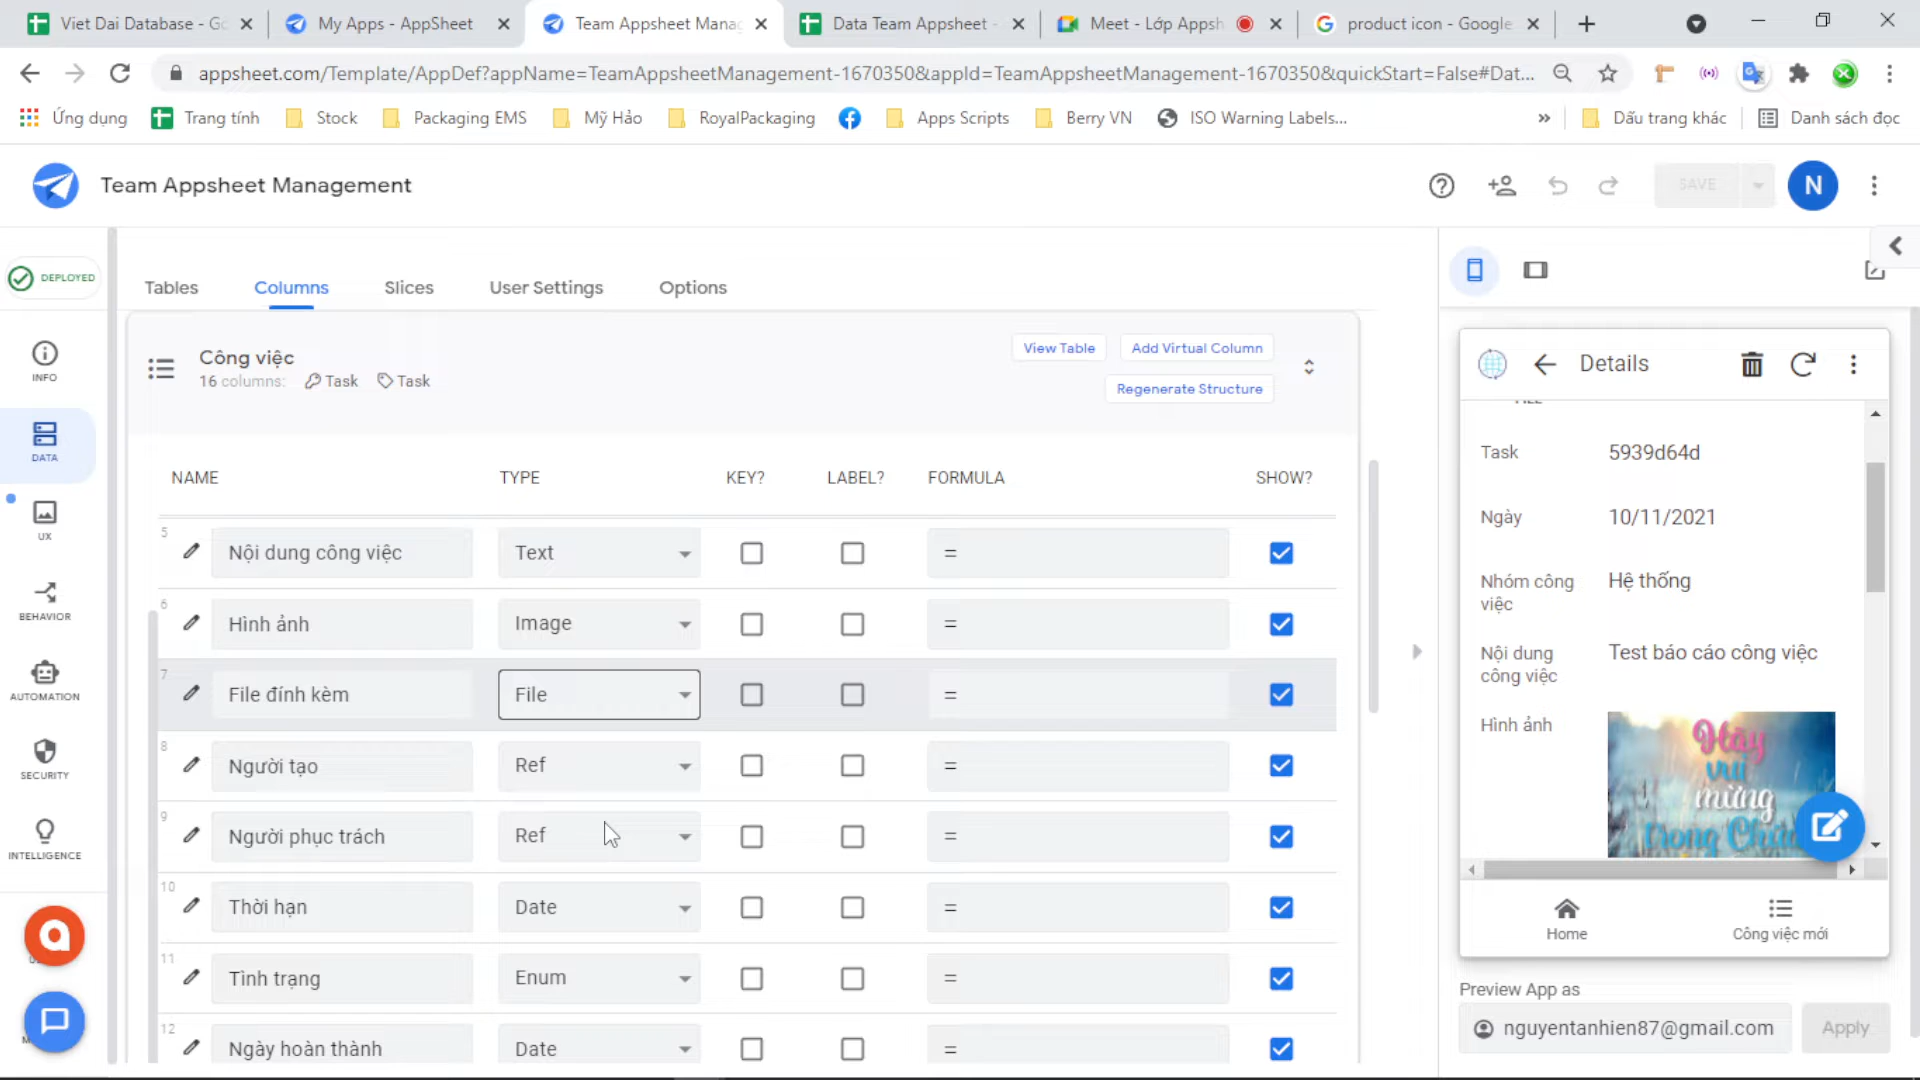 Viet Dai Database - Go
My Apps - AppSheet
Team Appsheet Manag
Data Team Appsheet -
Meet - Lớp Appsh
product icon - Google
appsheet.com/Template/AppDef?appName=TeamAppsheetManagement-1670350&appId=TeamAppsheetManagement-1670350&quickStart=False#Dat...
Ứng dụng
Trang tính
Stock
Packaging EMS
Mỹ Hảo
RoyalPackaging
Apps Scripts
Berry VN
ISO Warning Labels...
»
Dấu trang khác
Danh sách đọc
Team Appsheet Management
SAVE
N
DEPLOYED
INFO
DATA
UX
BEHAVIOR
AUTOMATION
SECURITY
INTELLIGENCE
Tables
Columns
Slices
User Settings
Options
Công việc
16 columns:
Task
Task
View Table
Add Virtual Column
Regenerate Structure
NAME
TYPE
KEY?
LABEL?
FORMULA
SHOW?
5
Nội dung công việc
Text
=
6
Hình ảnh
Image
=
7
File đính kèm
File
=
8
Người tạo
Ref
=
9
Người phục trách
Ref
=
10
Thời hạn
Date
=
11
Tình trạng
Enum
=
12
Ngày hoàn thành
Date
=
Details
Task
5939d64d
Ngày
10/11/2021
Nhóm công
việc
Hệ thống
Nội dung
công việc
Test báo cáo công việc
Hình ảnh
Hãy
vui
mừng
trong Chúa
Home
Công việc mới
Preview App as
nguyentanhien87@gmail.com
Apply